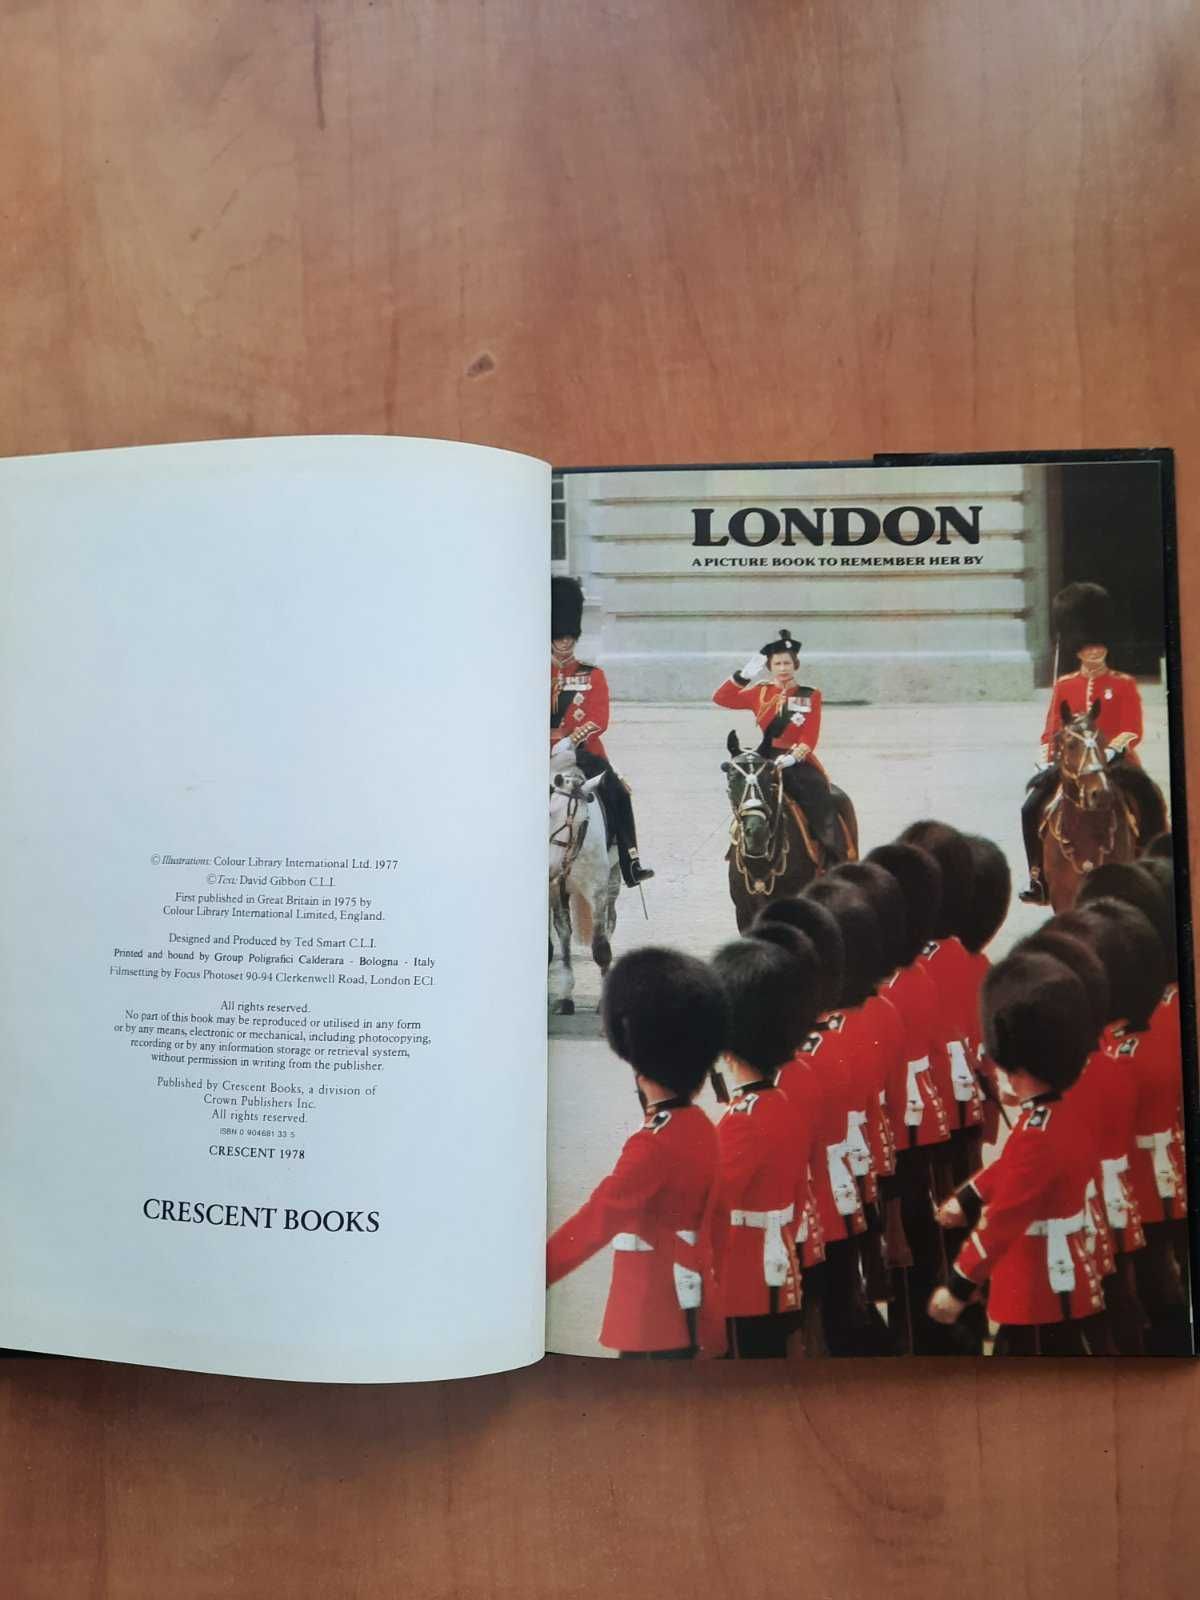 © Illustrations: Colour Library International Ltd. 1977
© Text: David Gibbon C.L.I.
First published in Great Britain in 1975 by
Colour Library International Limited, England.
Designed and Produced by Ted Smart C.L.I.
Printed and bound by Group Poligrafici Calderara - Bologna - Italy
Filmsetting by Focus Photoset 90-94 Clerkenwell Road, London EC1.
All rights reserved.
No part of this book may be reproduced or utilised in any form
or by any means, electronic or mechanical, including photocopying,
recording or by any information storage or retrieval system,
without permission in writing from the publisher.
Published by Crescent Books, a division of
Crown Publishers Inc.
All rights reserved.
ISBN 0 904681 33 5
CRESCENT 1978
CRESCENT BOOKS
LONDON
A PICTURE BOOK TO REMEMBER HER BY